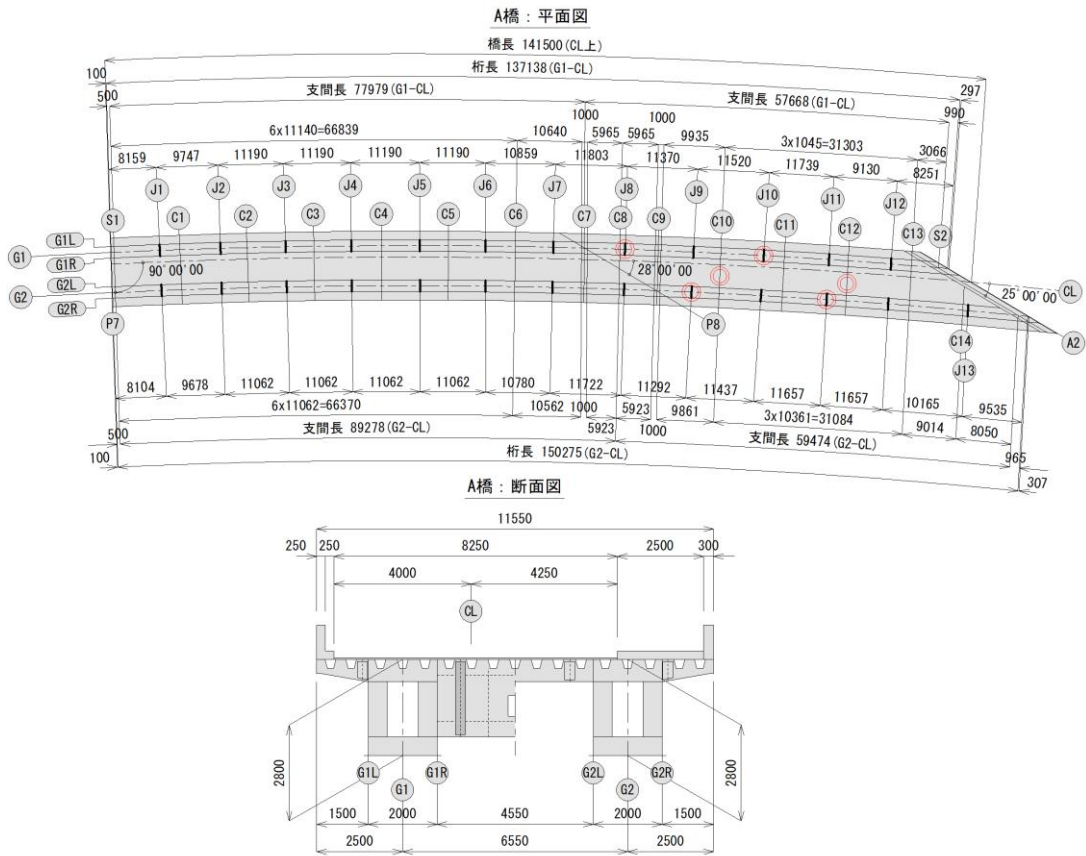 A橋：平面図
橋長 141500(CL上)
100
桁長 137138(G1-CL)
297
500
支間長 77979(G1-CL)
支間長 57668(G1-CL)
990
1000
1000
6x11140=66839
10640
5965
5965
9935
3x1045=31303
3066
8159
9747
11190
11190
11190
11190
10859
11803
11370
11520
11739
9130
8251
J1
J2
J3
J4
J5
J6
J7
J8
J9
J10
J11
J12
S1
C1
C2
C3
C4
C5
C6
C7
C8
C9
C10
C11
C12
C13
S2
G1L
G1
G1R
G2L
G2
G2R
90°00'00
28°00'00
25°00'00
CL
P7
P8
A2
C14
J13
8104
9678
11062
11062
11062
11062
10780
11722
11292
11437
11657
11657
10165
9535
6x11062=66370
10562
1000
5923
9861
3x10361=31084
9014
8050
500
支間長 89278(G2-CL)
5923
1000
支間長 59474(G2-CL)
965
100
桁長 150275(G2-CL)
307
A橋：断面図
11550
250
250
8250
2500
300
4000
4250
CL
2800
2800
G1L
G1R
G2L
G2R
G1
G2
1500
2000
4550
2000
1500
2500
6550
2500